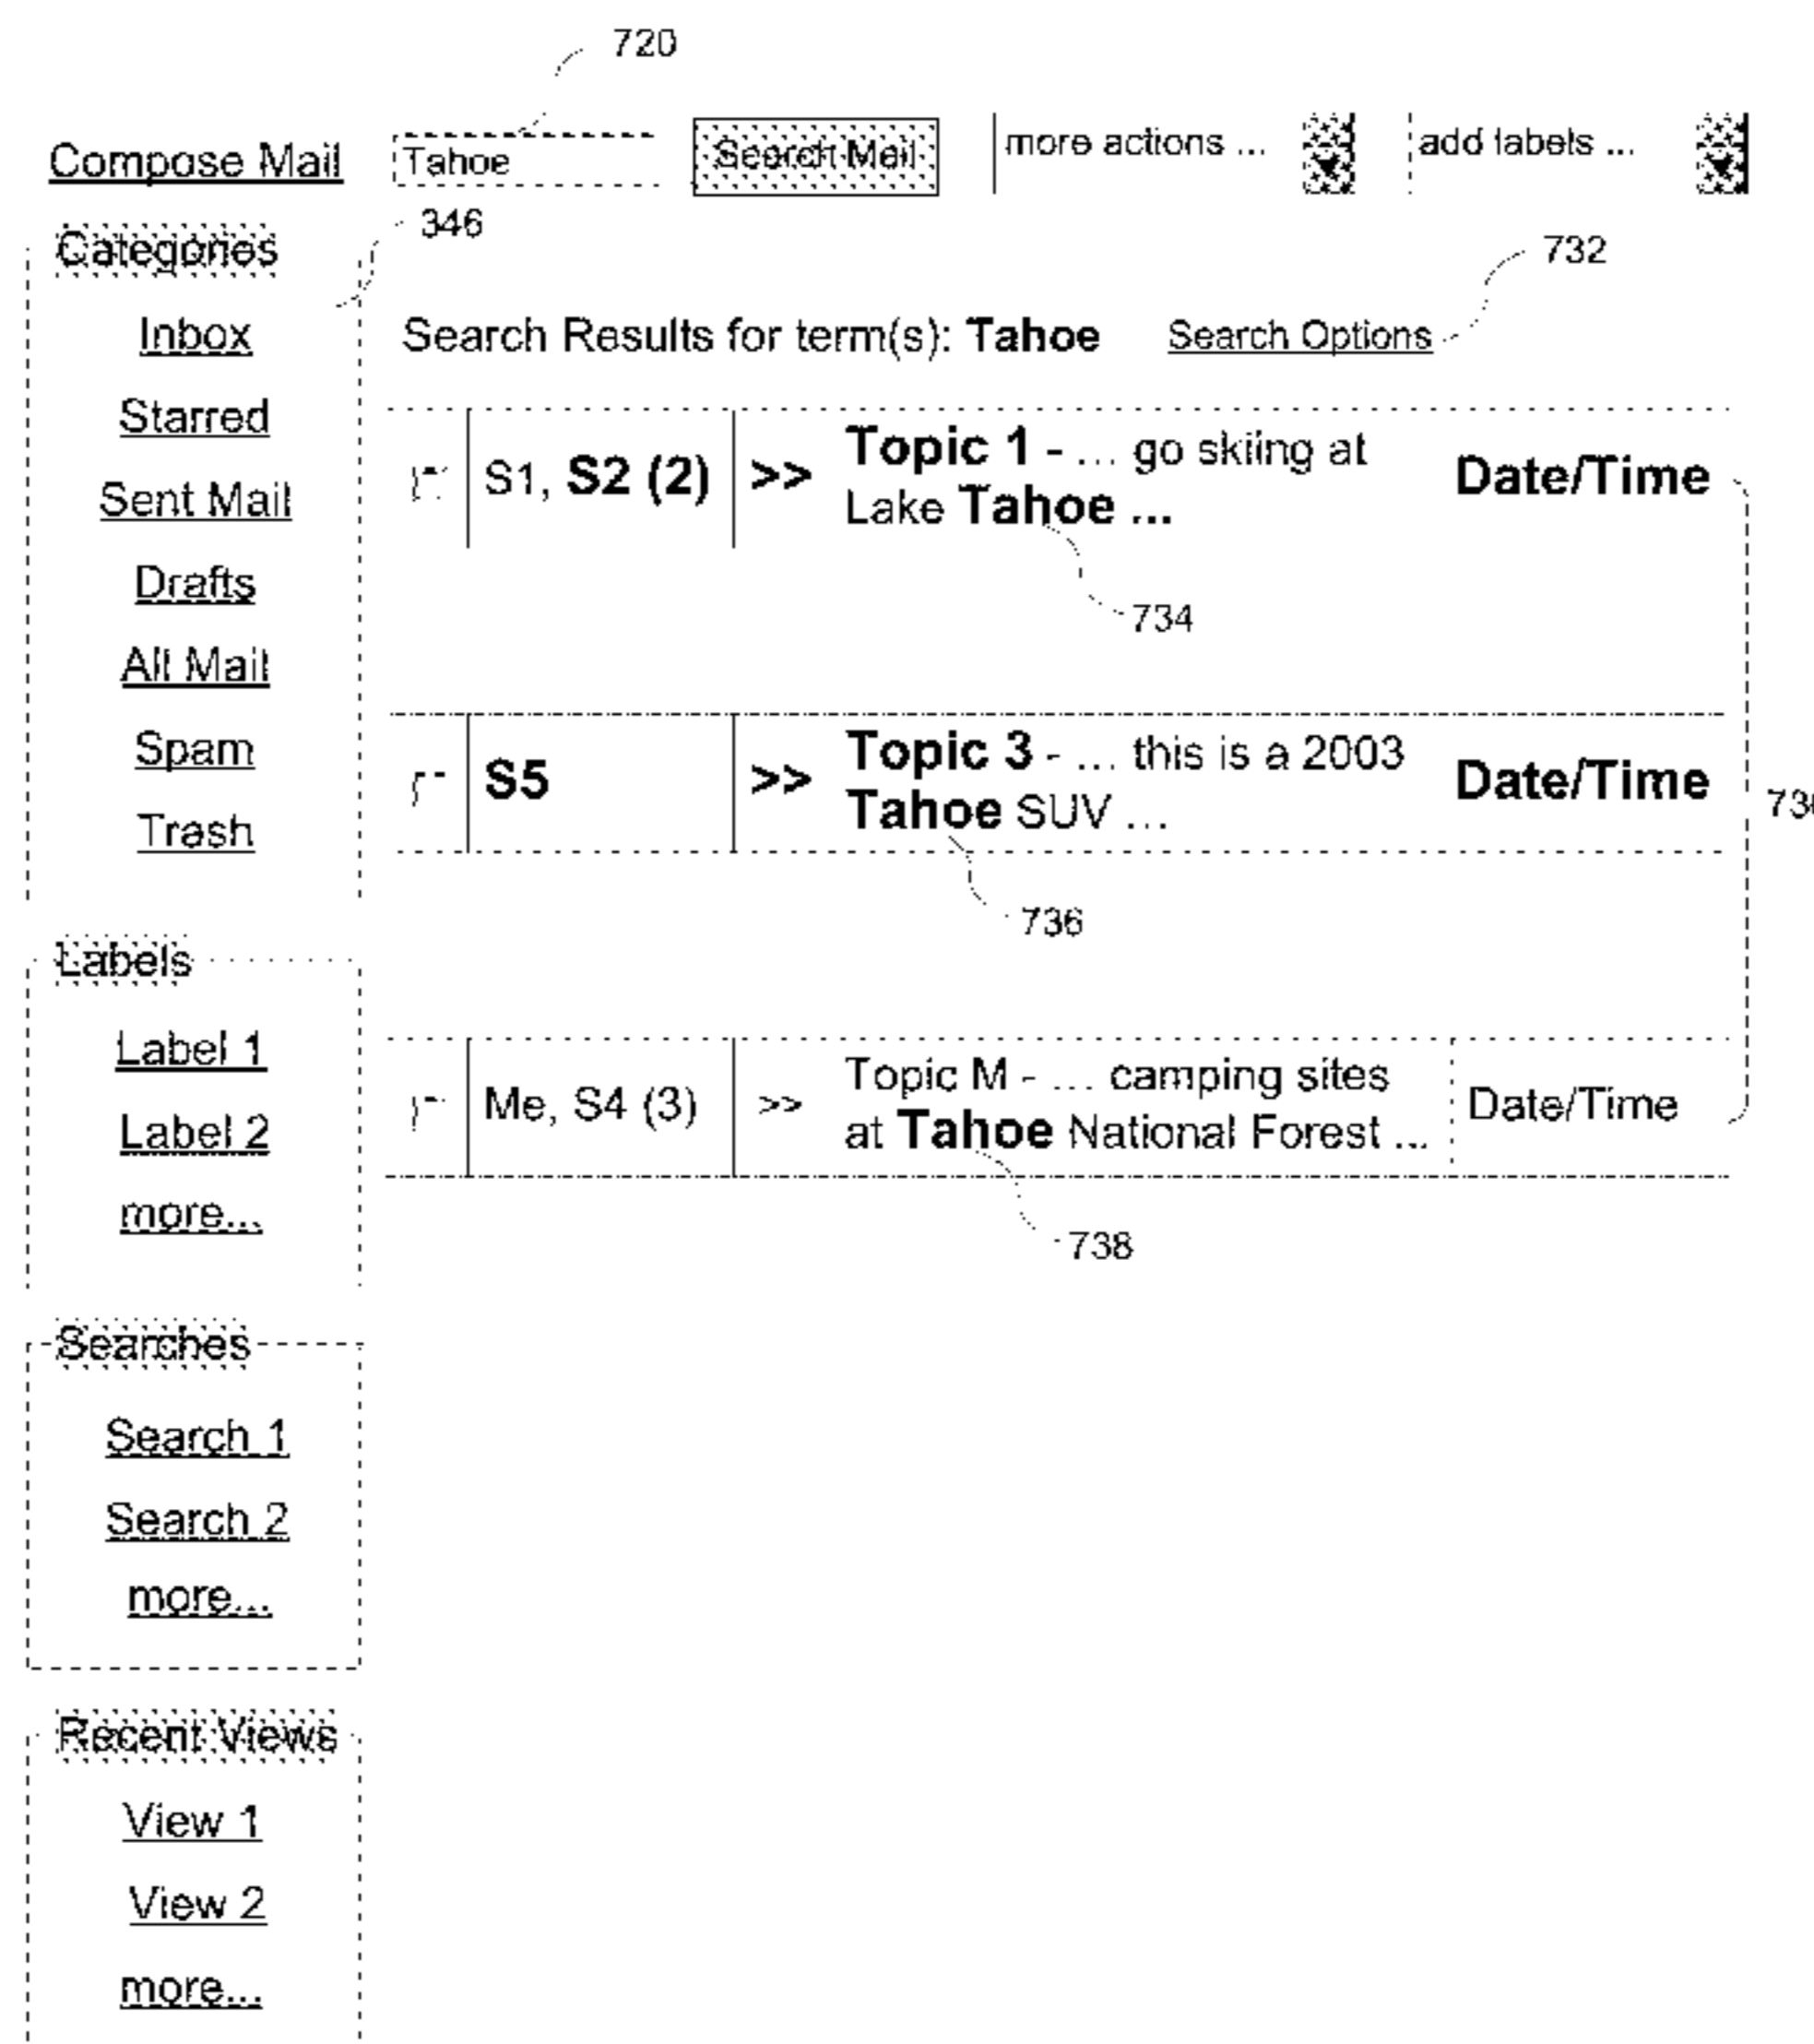 720
Compose Mail Tahoe Search Mail more actions ... add labels ...
346
Categories
732
Inbox
Search Results for term(s): Tahoe Search Options
Starred
Sent Mail
Drafts
All Mail
Spam
Trash
S1, S2 (2) >> Topic 1 - ... go skiing at
Lake Tahoe ...
Date/Time
734
S5 >> Topic 3 - ... this is a 2003
Tahoe SUV ...
Date/Time
736
Me, S4 (3) >> Topic M - ... camping sites
at Tahoe National Forest ...
Date/Time
738
Labels
Label 1
Label 2
more...
Searches
Search 1
Search 2
more...
Recent Views
View 1
View 2
more...